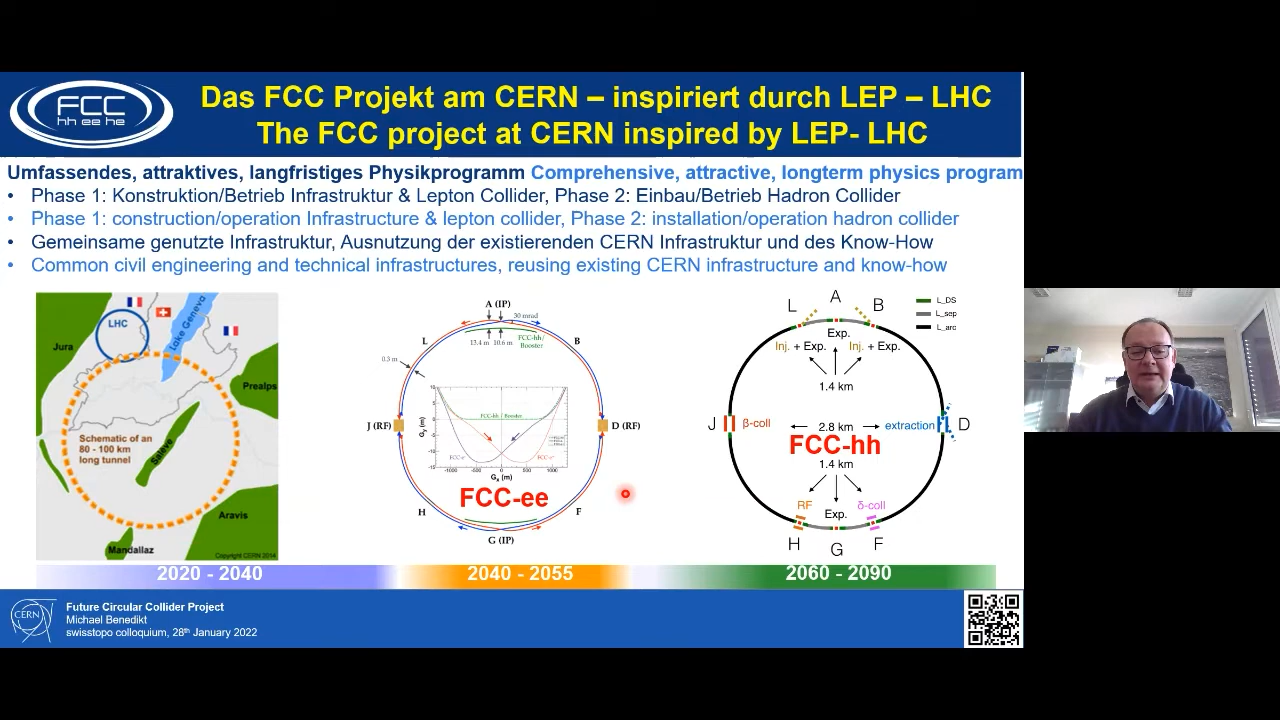 FCC
hh ee he
Das FCC Projekt am CERN – inspiriert durch LEP – LHC
The FCC project at CERN inspired by LEP- LHC
Umfassendes, attraktives, langfristiges Physikprogramm Comprehensive, attractive, longterm physics program
• Phase 1: Konstruktion/Betrieb Infrastruktur & Lepton Collider, Phase 2: Einbau/Betrieb Hadron Collider
• Phase 1: construction/operation Infrastructure & lepton collider, Phase 2: installation/operation hadron collider
• Gemeinsame genutzte Infrastruktur, Ausnutzung der existierenden CERN Infrastruktur und des Know-How
• Common civil engineering and technical infrastructures, reusing existing CERN infrastructure and know-how
LHC
Lake Geneva
Jura
Prealps
Schematic of an
80 - 100 km
long tunnel
Salève
Aravis
Mandallaz
Copyright CERN 2014
A (IP)
30 mrad
13.4 m 10.6 m
FCC-hh/
Booster
L
B
0.3 m
J (RF)
D (RF)
FCC-hh / Booster
-1000 -500 0 500 1000
FCC-ee
H
F
G (IP)
L
A
B
L_DS
L_sep
L_arc
Exp.
Inj. + Exp.
Inj. + Exp.
1.4 km
J
β-coll
2.8 km
extraction
D
FCC-hh
1.4 km
RF
δ-coll
Exp.
H
G
F
2020 - 2040
2040 - 2055
2060 - 2090
CERN
Future Circular Collider Project
Michael Benedikt
swisstopo colloquium, 28th January 2022